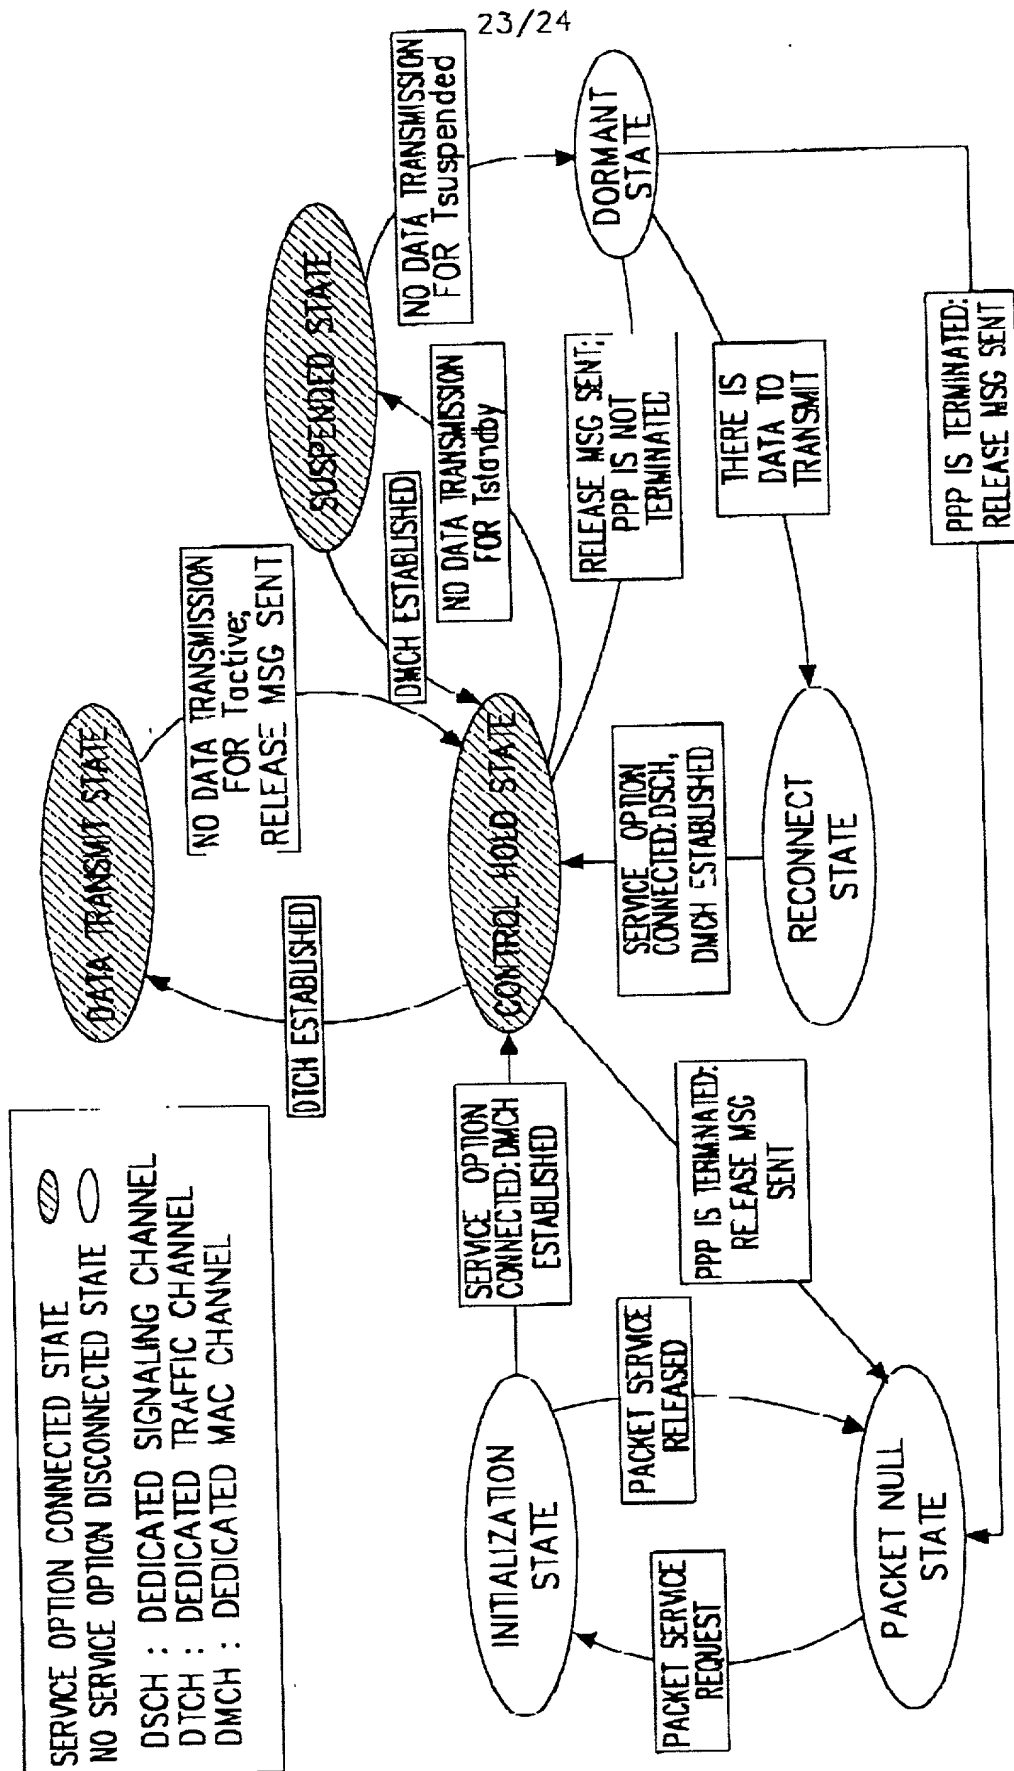 23/24
SERVICE OPTION CONNECTED STATE
NO SERVICE OPTION DISCONNECTED STATE
DSCH : DEDICATED SIGNALING CHANNEL
DTCH : DEDICATED TRAFFIC CHANNEL
DMCH : DEDICATED MAC CHANNEL
DATA TRANSMIT STATE
DTCH ESTABLISHED
NO DATA TRANSMISSION
FOR Tactive;
RELEASE MSG SENT
SUSPENDED STATE
DMCH ESTABLISHED
NO DATA TRANSMISSION
FOR Tstandby
NO DATA TRANSMISSION
FOR Tsuspended
CONTROL HOLD STATE
INITIALIZATION
STATE
SERVICE OPTION
CONNECTED:DMCH
ESTABLISHED
SERVICE OPTION
CONNECTED:DSCH,
DMCH ESTABLISHED
RELEASE MSG SENT;
PPP IS NOT
TERMINATED
DORMANT
STATE
PACKET SERVICE
REQUEST
PACKET SERVICE
RELEASED
PPP IS TERMINATED:
RELEASE MSG
SENT
THERE IS
DATA TO
TRANSMIT
RECONNECT
STATE
PACKET NULL
STATE
PPP IS TERMINATED:
RELEASE MSG SENT